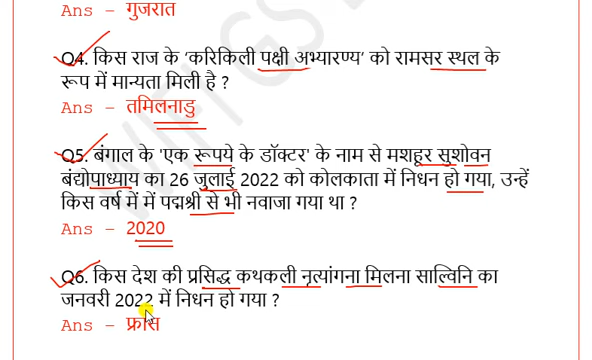 Ans – गुजरात
Q4. किस राज के ‘करिकिली पक्षी अभ्यारण्य’ को रामसर स्थल के
रूप में मान्यता मिली है ?
Ans – तमिलनाडु
Q5. बंगाल के 'एक रूपये के डॉक्टर' के नाम से मशहूर सुशोवन
बंद्योपाध्याय का 26 जुलाई 2022 को कोलकाता में निधन हो गया, उन्हें
किस वर्ष में में पद्मश्री से भी नवाजा गया था ?
Ans – 2020
Q6. किस देश की प्रसिद्ध कथकली नृत्यांगना मिलना साल्विनि का
जनवरी 2022 में निधन हो गया ?
Ans – फ्रांस